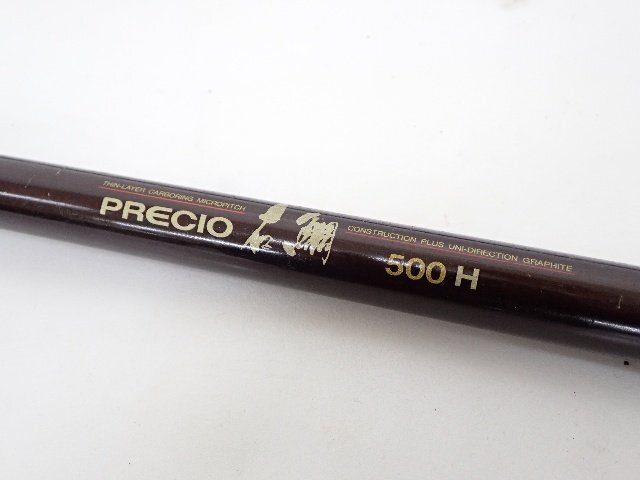 THIN-LAYER CARBORING MICROPITCH
PRECIO
CONSTRUCTION PLUS UNI-DIRECTION GRAPHITE
500 H